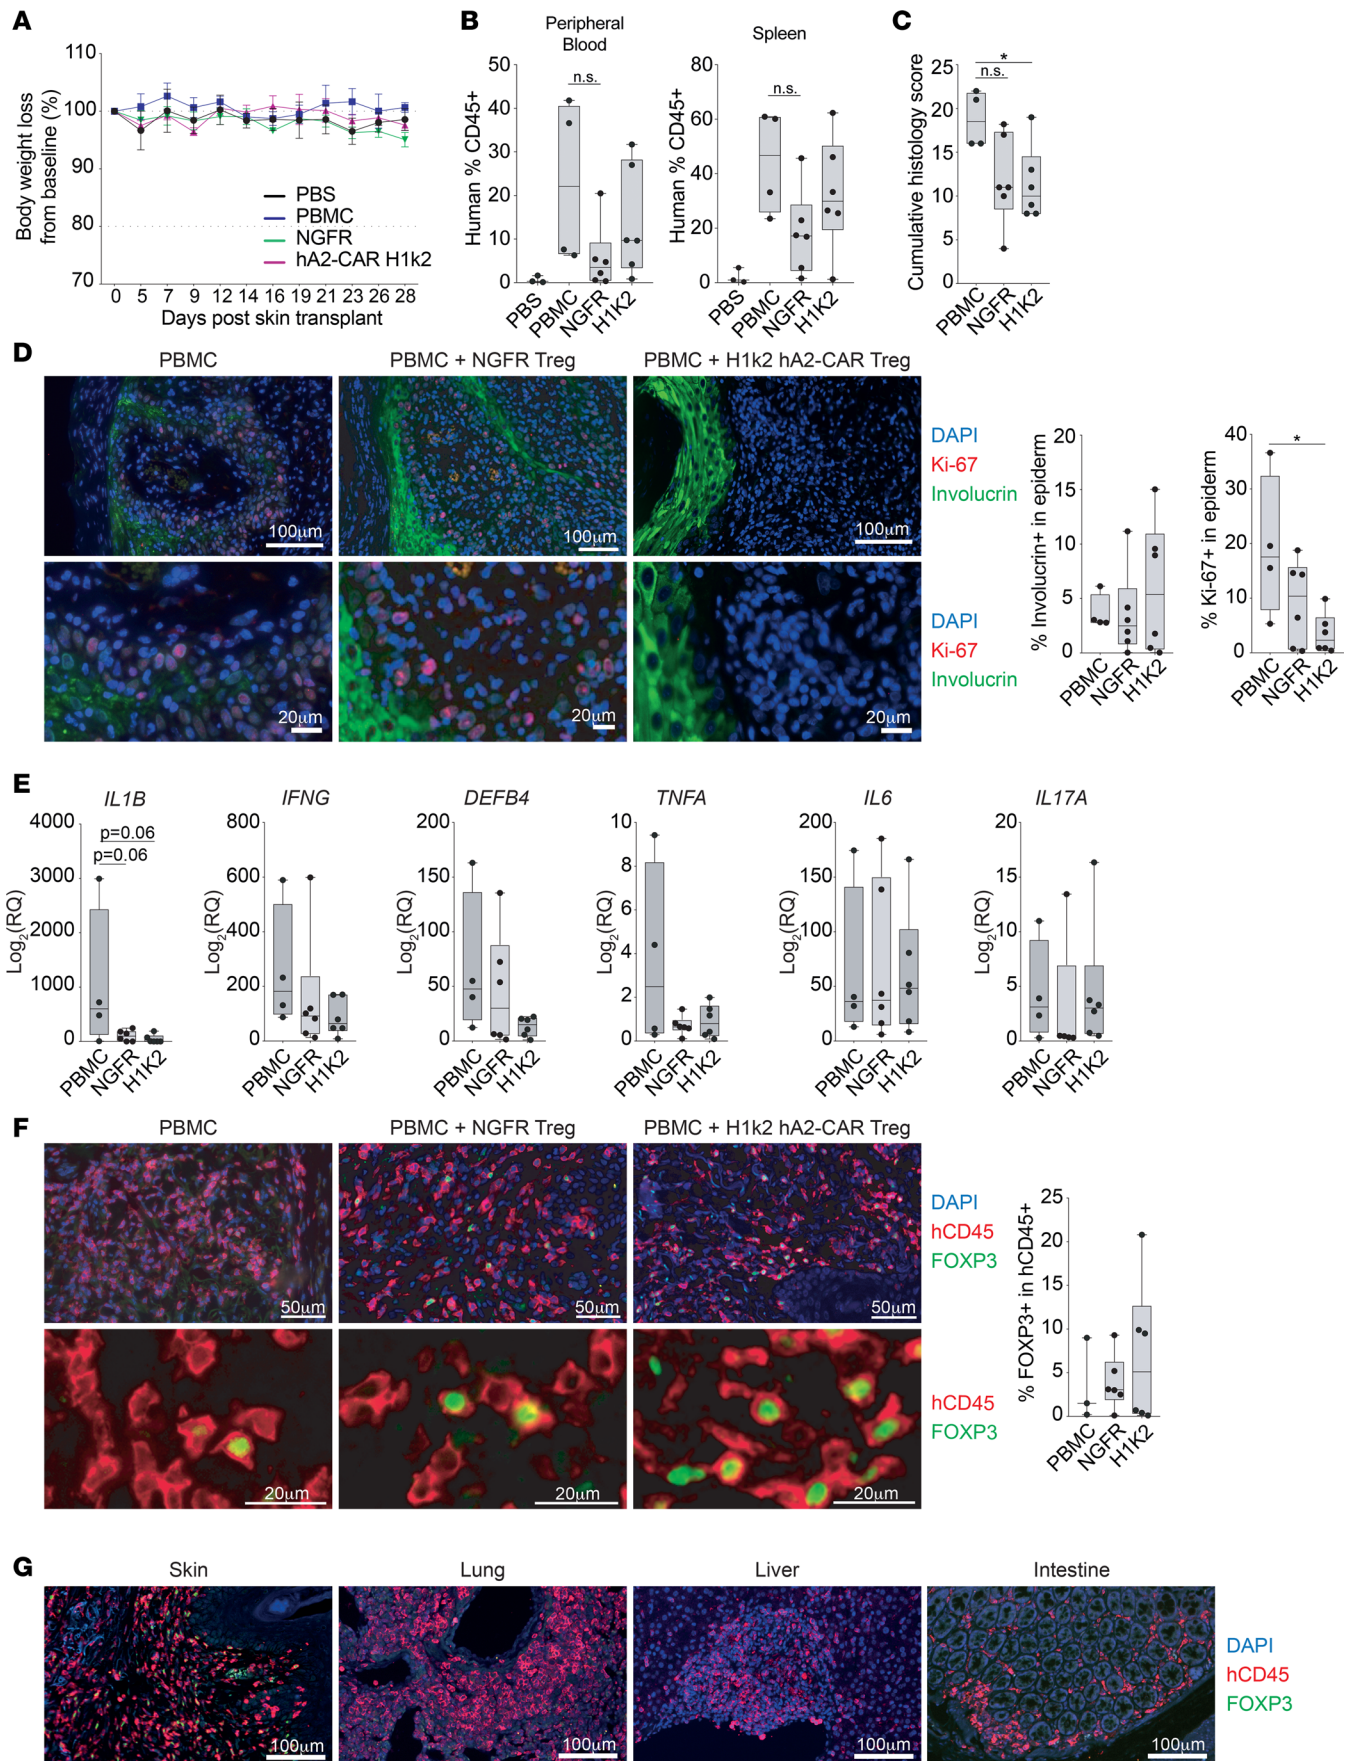 A
Body weight loss
from baseline (%)
110
100
90
80
70
PBS
PBMC
NGFR
hA2-CAR H1k2
0 5 7 9 12 14 16 19 21 23 26 28
Days post skin transplant
B
Peripheral
Blood
Human % CD45+
50
40
30
20
10
0
n.s.
PBS PBMC NGFR H1K2
Spleen
Human % CD45+
80
60
40
20
0
n.s.
PBS PBMC NGFR H1K2
C
Cumulative histology score
25
20
15
10
5
0
*
n.s.
PBMC NGFR H1K2
D
PBMC
PBMC + NGFR Treg
PBMC + H1k2 hA2-CAR Treg
100μm
100μm
100μm
DAPI
Ki-67
Involucrin
20μm
20μm
20μm
DAPI
Ki-67
Involucrin
% Involucrin+ in epiderm
20
15
10
5
0
PBMC NGFR H1K2
% Ki-67+ in epiderm
40
30
20
10
0
*
PBMC NGFR H1K2
E
IL1B
Log2(RQ)
4000
3000
2000
1000
0
p=0.06
p=0.06
PBMC NGFR H1K2
IFNG
Log2(RQ)
800
600
400
200
0
PBMC NGFR H1K2
DEFB4
Log2(RQ)
200
150
100
50
0
PBMC NGFR H1K2
TNFA
Log2(RQ)
10
8
6
4
2
0
PBMC NGFR H1K2
IL6
Log2(RQ)
200
150
100
50
0
PBMC NGFR H1K2
IL17A
Log2(RQ)
20
15
10
5
0
PBMC NGFR H1K2
F
PBMC
PBMC + NGFR Treg
PBMC + H1k2 hA2-CAR Treg
50μm
50μm
50μm
DAPI
hCD45
FOXP3
20μm
20μm
20μm
hCD45
FOXP3
% FOXP3+ in hCD45+
25
20
15
10
5
0
PBMC NGFR H1K2
G
Skin
Lung
Liver
Intestine
100μm
100μm
100μm
100μm
DAPI
hCD45
FOXP3